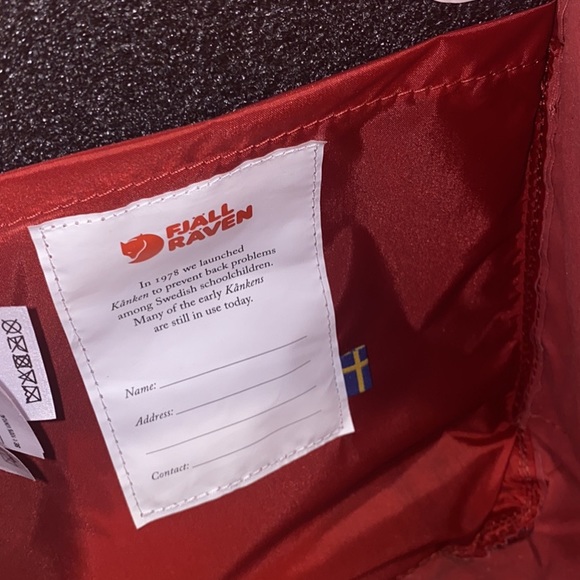 FJÄLL
RÄVEN
In 1978 we launched
Kånken to prevent back problems
among Swedish schoolchildren.
Many of the early Kånkens
are still in use today.
Name:
Address:
Contact: